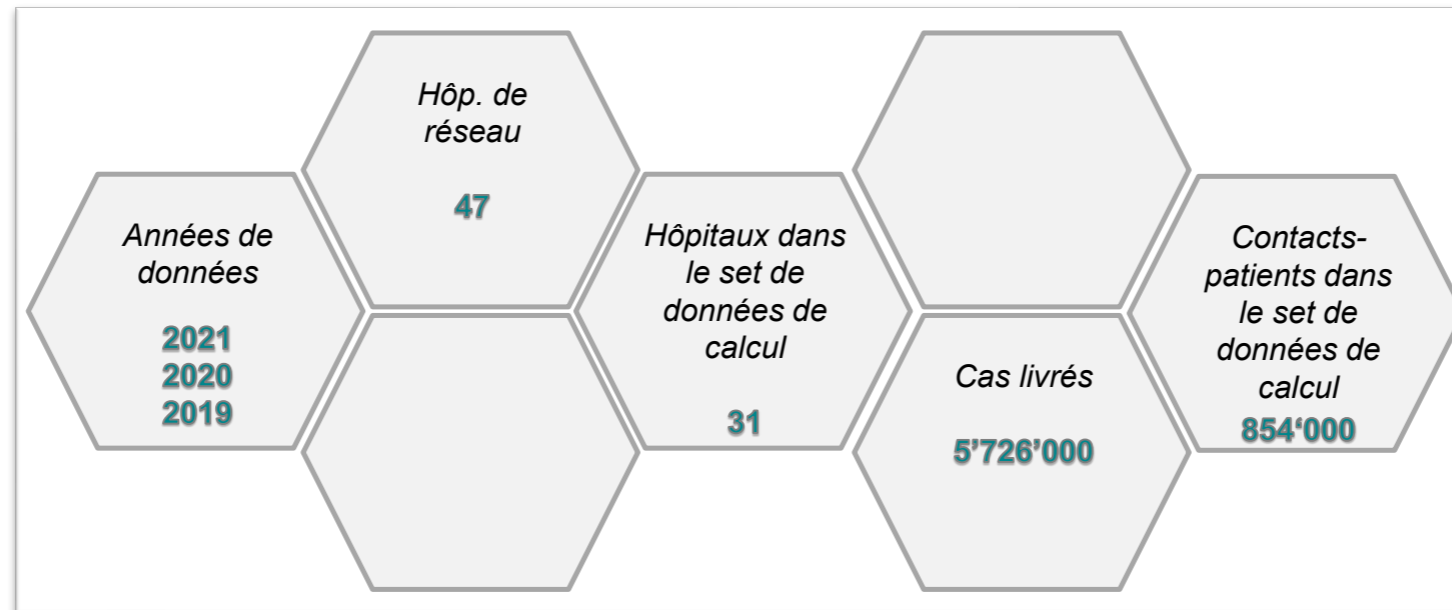 Années de
données
2021
2020
2019
Hôp. de
réseau
47
Hôpitaux dans
le set de
données de
calcul
31
Cas livrés
5’726’000
Contacts-
patients dans
le set de
données de
calcul
854‘000